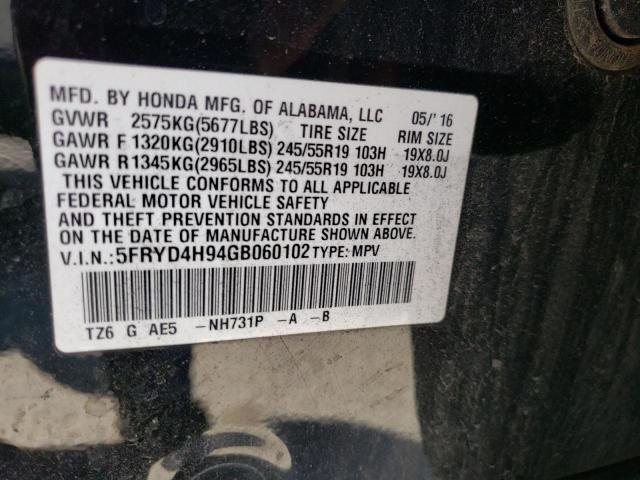 MFD. BY HONDA MFG. OF ALABAMA, LLC 05/'16
GVWR 2575KG(5677LBS) TIRE SIZE RIM SIZE
GAWR F 1320KG(2910LBS) 245/55R19 103H 19X8.0J
GAWR R 1345KG(2965LBS) 245/55R19 103H 19X8.0J
THIS VEHICLE CONFORMS TO ALL APPLICABLE
FEDERAL MOTOR VEHICLE SAFETY
AND THEFT PREVENTION STANDARDS IN EFFECT
ON THE DATE OF MANUFACTURE SHOWN ABOVE.
V.I.N.: 5FRYD4H94GB060102 TYPE: MPV
TZ6 G AE5 -NH731P -A -B